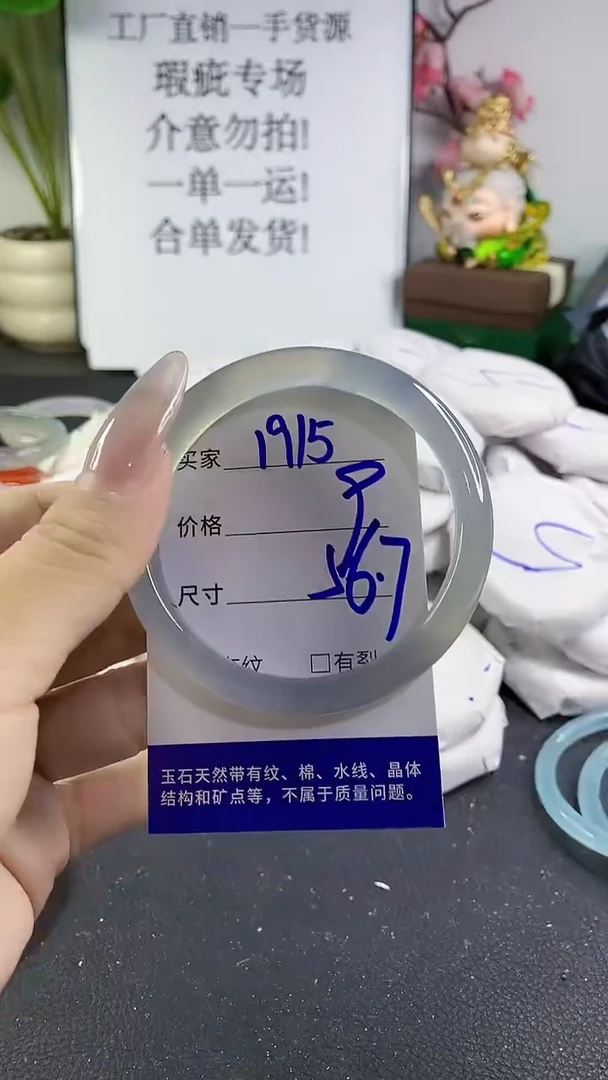 工厂直销一手货源
瑕疵专场
介意勿拍!
一单一运!
合单发货!
买家 1915
价格
尺寸 56.7
纹 □有裂
玉石天然带有纹、棉、水线、晶体
结构和矿点等，不属于质量问题。